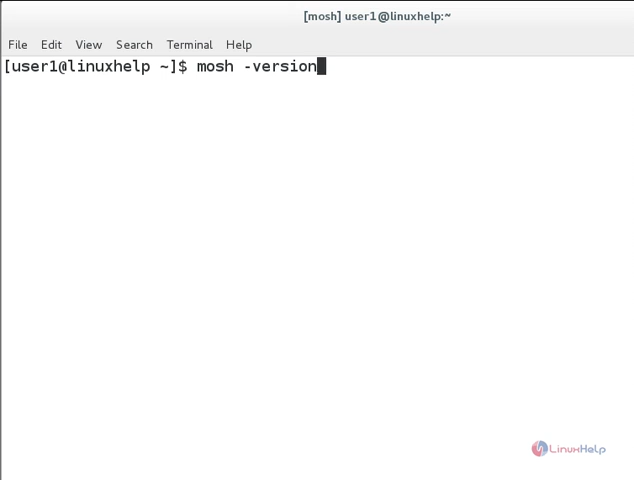 [mosh] user1@linuxhelp:~
File Edit View Search Terminal Help
[user1@linuxhelp ~]$ mosh -version
LinuxHelp